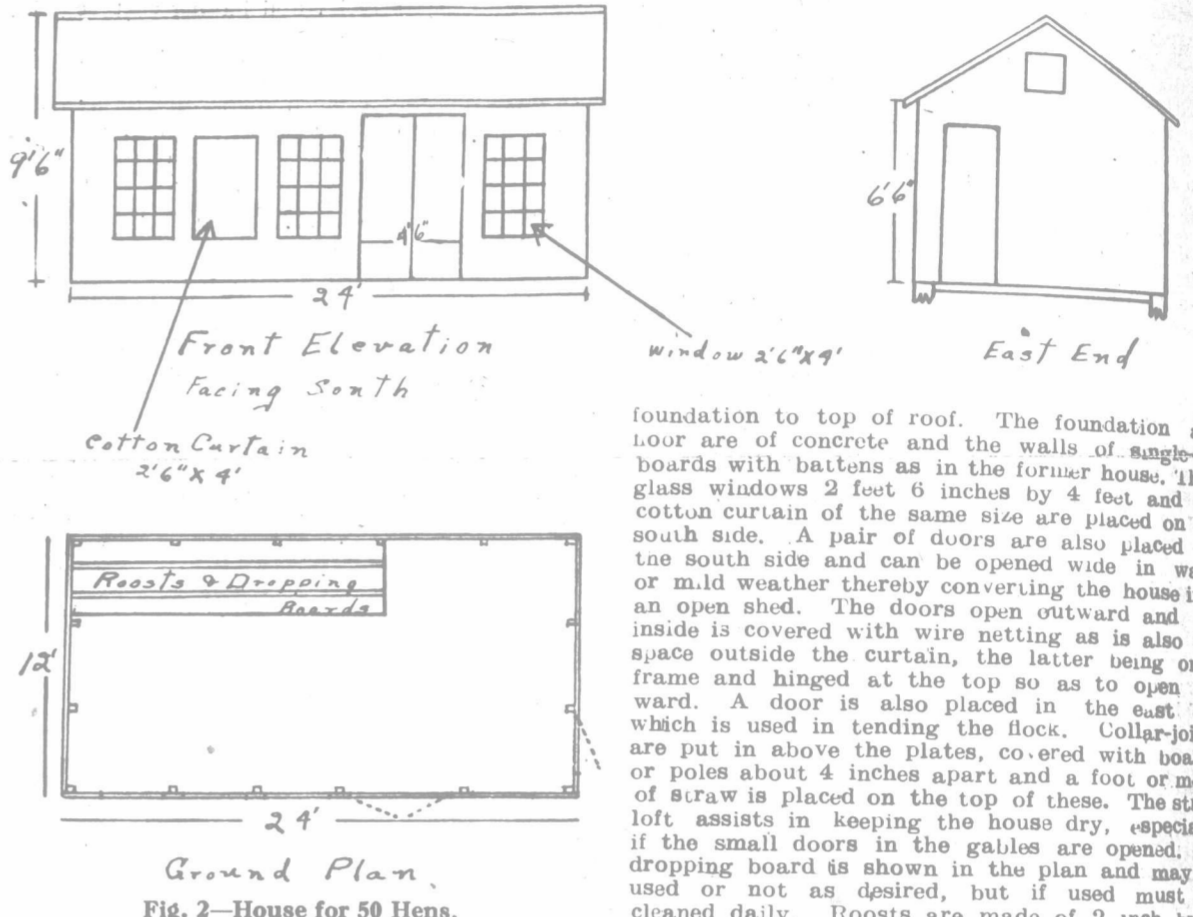 9'6"
4'6"
24'
6'6"
Front Elevation
Facing South
window 2'6"X4'
East End
Cotton Curtain
2'6"X4'
Roosts & Dropping
Boards
12'
24'
Ground Plan.
Fig. 2—House for 50 Hens.
foundation to top of roof. The foundation
floor are of concrete and the walls of single-
boards with battens as in the former house.
glass windows 2 feet 6 inches by 4 feet and
cotton curtain of the same size are placed on
south side. A pair of doors are also placed
the south side and can be opened wide in
or mild weather thereby converting the house
an open shed. The doors open outward and
inside is covered with wire netting as is also
space outside the curtain, the latter being
frame and hinged at the top so as to open
ward. A door is also placed in the east
which is used in tending the flock. Collar-joi
are put in above the plates, covered with boa
or poles about 4 inches apart and a foot or
of straw is placed on the top of these. The
loft assists in keeping the house dry, especia
if the small doors in the gables are opened.
dropping board is shown in the plan and may
used or not as desired, but if used must
cleaned daily. Roosts are made of